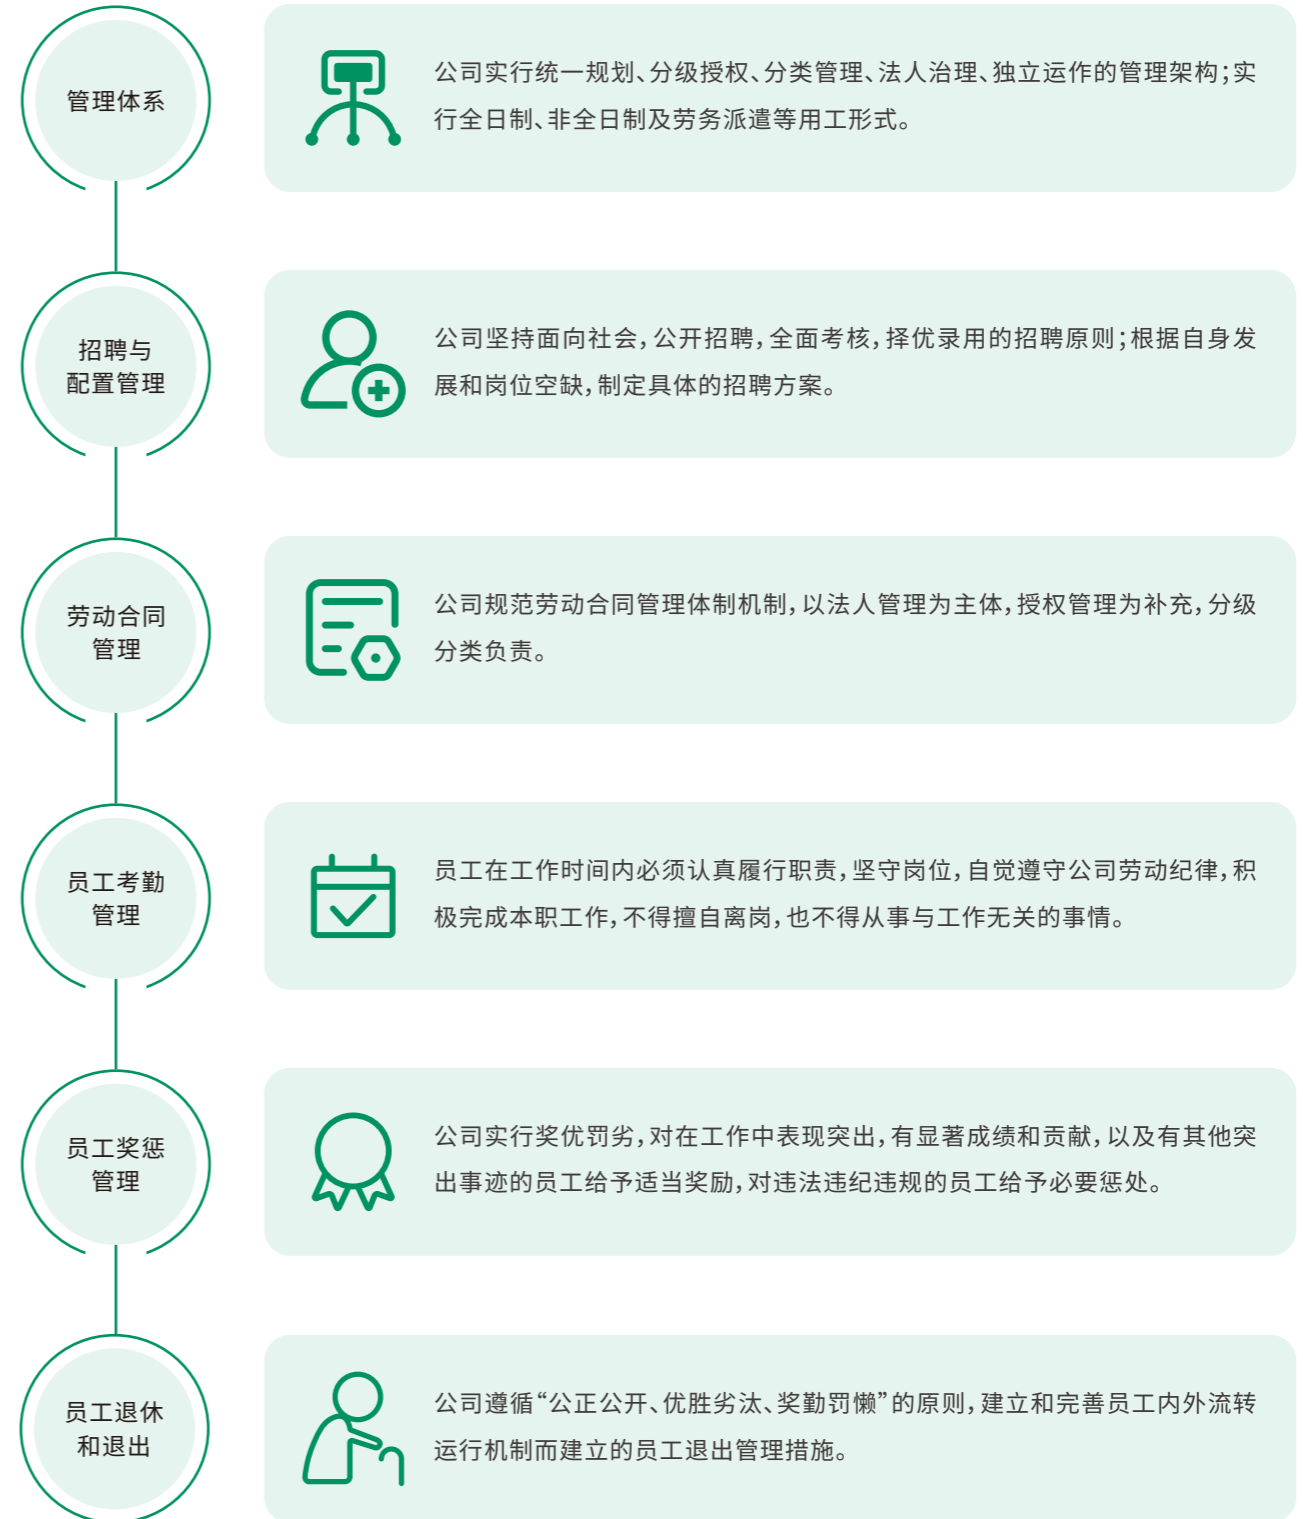 管理体系
公司实行统一规划、分级授权、分类管理、法人治理、独立运作的管理架构；实
行全日制、非全日制及劳务派遣等用工形式。
招聘与
配置管理
公司坚持面向社会，公开招聘，全面考核，择优录用的招聘原则；根据自身发
展和岗位空缺，制定具体的招聘方案。
劳动合同
管理
公司规范劳动合同管理体制机制，以法人管理为主体，授权管理为补充，分级
分类负责。
员工考勤
管理
员工在工作时间内必须认真履行职责，坚守岗位，自觉遵守公司劳动纪律，积
极完成本职工作，不得擅自离岗，也不得从事与工作无关的事情。
员工奖惩
管理
公司实行奖优罚劣，对在工作中表现突出，有显著成绩和贡献，以及有其他突
出事迹的员工给予适当奖励，对违法违纪违规的员工给予必要惩处。
员工退休
和退出
公司遵循“公正公开、优胜劣汰、奖勤罚懒”的原则，建立和完善员工内外流转
运行机制而建立的员工退出管理措施。